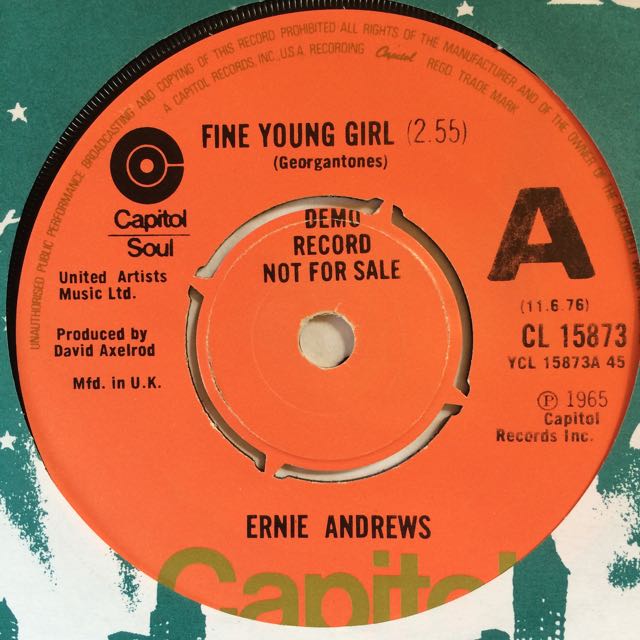 UNAUTHORISED PUBLIC PERFORMANCE BROADCASTING AND COPYING OF THIS RECORD PROHIBITED ALL RIGHTS OF THE MANUFACTURER AND OF THE
A CAPITOL RECORDS, INC., U.S.A. RECORDING Capitol REGD. TRADE MARK
FINE YOUNG GIRL (2.55)
(Georgantones)
Capitol
Soul
DEMO
RECORD
NOT FOR SALE
A
United Artists
Music Ltd.
(11.6.76)
CL 15873
YCL 15873A 45
Produced by
David Axelrod
Mfd. in U.K.
Ⓟ 1965
Capitol
Records Inc.
ERNIE ANDREWS
Capitol